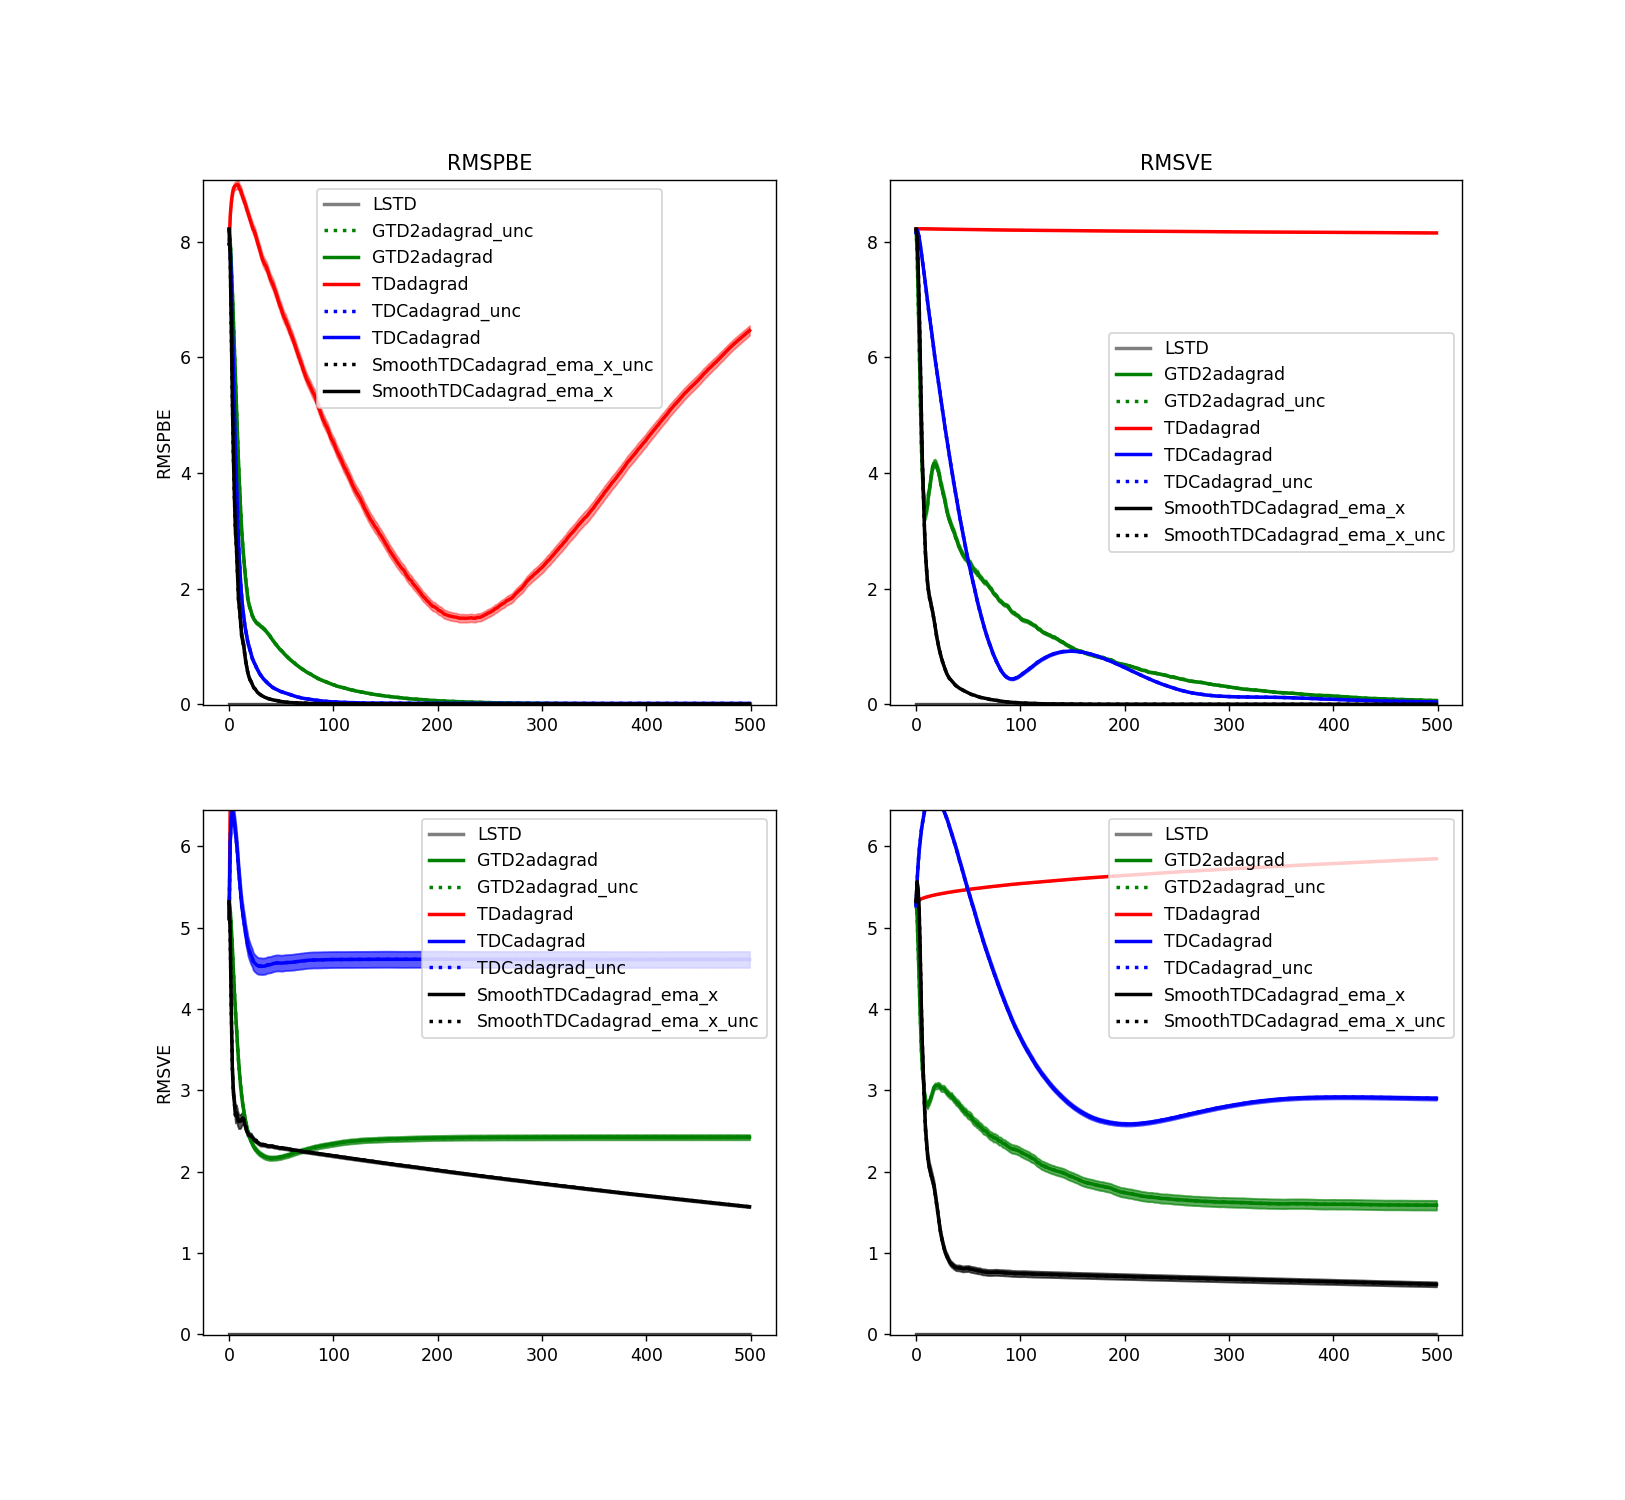 RMSPBE
RMSPBE
8
6
4
2
0
0 100 200 300 400 500
LSTD
GTD2adagrad_unc
GTD2adagrad
TDadagrad
TDCadagrad_unc
TDCadagrad
SmoothTDCadagrad_ema_x_unc
SmoothTDCadagrad_ema_x
RMSVE
8
6
4
2
0
0 100 200 300 400 500
LSTD
GTD2adagrad
GTD2adagrad_unc
TDadagrad
TDCadagrad
TDCadagrad_unc
SmoothTDCadagrad_ema_x
SmoothTDCadagrad_ema_x_unc
RMSVE
6
5
4
3
2
1
0
0 100 200 300 400 500
LSTD
GTD2adagrad
GTD2adagrad_unc
TDadagrad
TDCadagrad
TDCadagrad_unc
SmoothTDCadagrad_ema_x
SmoothTDCadagrad_ema_x_unc
6
5
4
3
2
1
0
0 100 200 300 400 500
LSTD
GTD2adagrad
GTD2adagrad_unc
TDadagrad
TDCadagrad
TDCadagrad_unc
SmoothTDCadagrad_ema_x
SmoothTDCadagrad_ema_x_unc